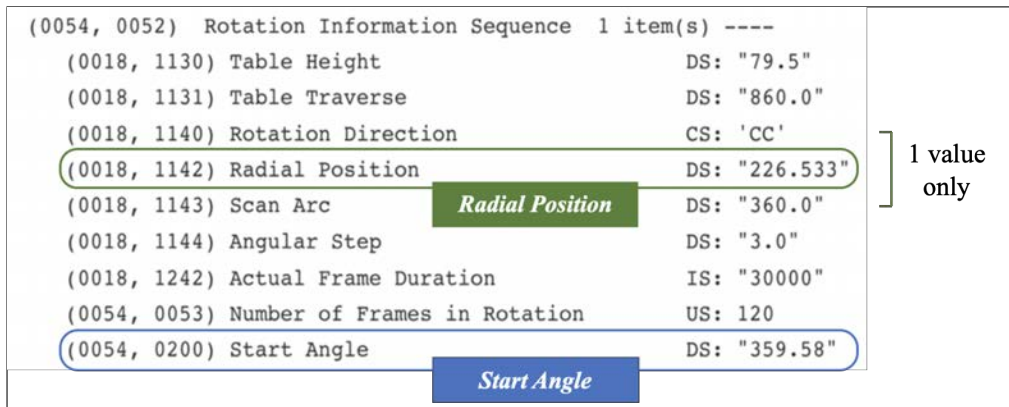 (0054, 0052) Rotation Information Sequence 1 item(s) ----
(0018, 1130) Table Height DS: "79.5"
(0018, 1131) Table Traverse DS: "860.0"
(0018, 1140) Rotation Direction CS: 'CC'
(0018, 1142) Radial Position DS: "226.533"
1 value
only
(0018, 1143) Scan Arc DS: "360.0"
Radial Position
(0018, 1144) Angular Step DS: "3.0"
(0018, 1242) Actual Frame Duration IS: "30000"
(0054, 0053) Number of Frames in Rotation US: 120
(0054, 0200) Start Angle DS: "359.58"
Start Angle